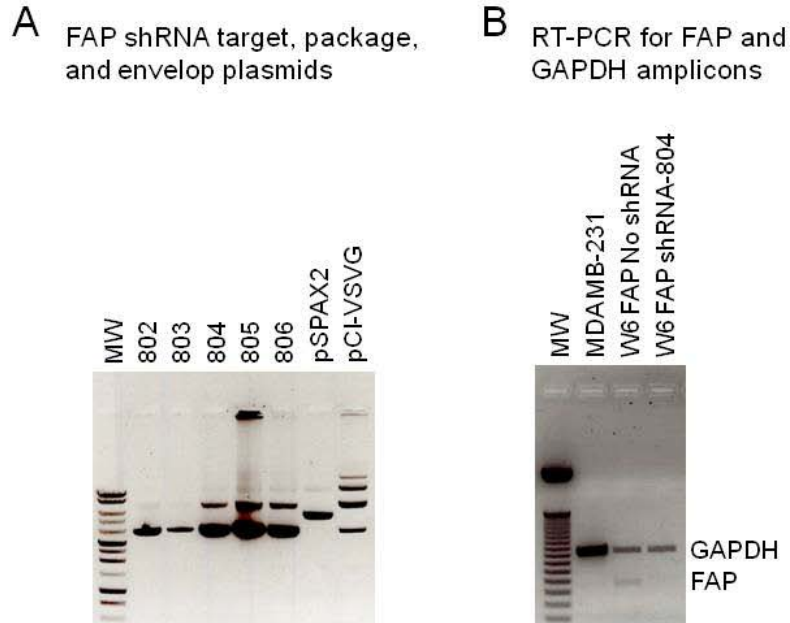 A
FAP shRNA target, package,
and envelop plasmids
MW
802
803
804
805
806
pSPAX2
pCI-VSVG
B
RT-PCR for FAP and
GAPDH amplicons
MW
MDAMB-231
W6 FAP No shRNA
W6 FAP shRNA-804
GAPDH
FAP